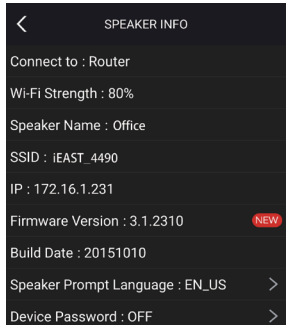 SPEAKER INFO
Connect to : Router
Wi-Fi Strength : 80%
Speaker Name : Office
SSID : iEAST_4490
IP : 172.16.1.231
Firmware Version : 3.1.2310 NEW
Build Date : 20151010
Speaker Prompt Language : EN_US
Device Password : OFF